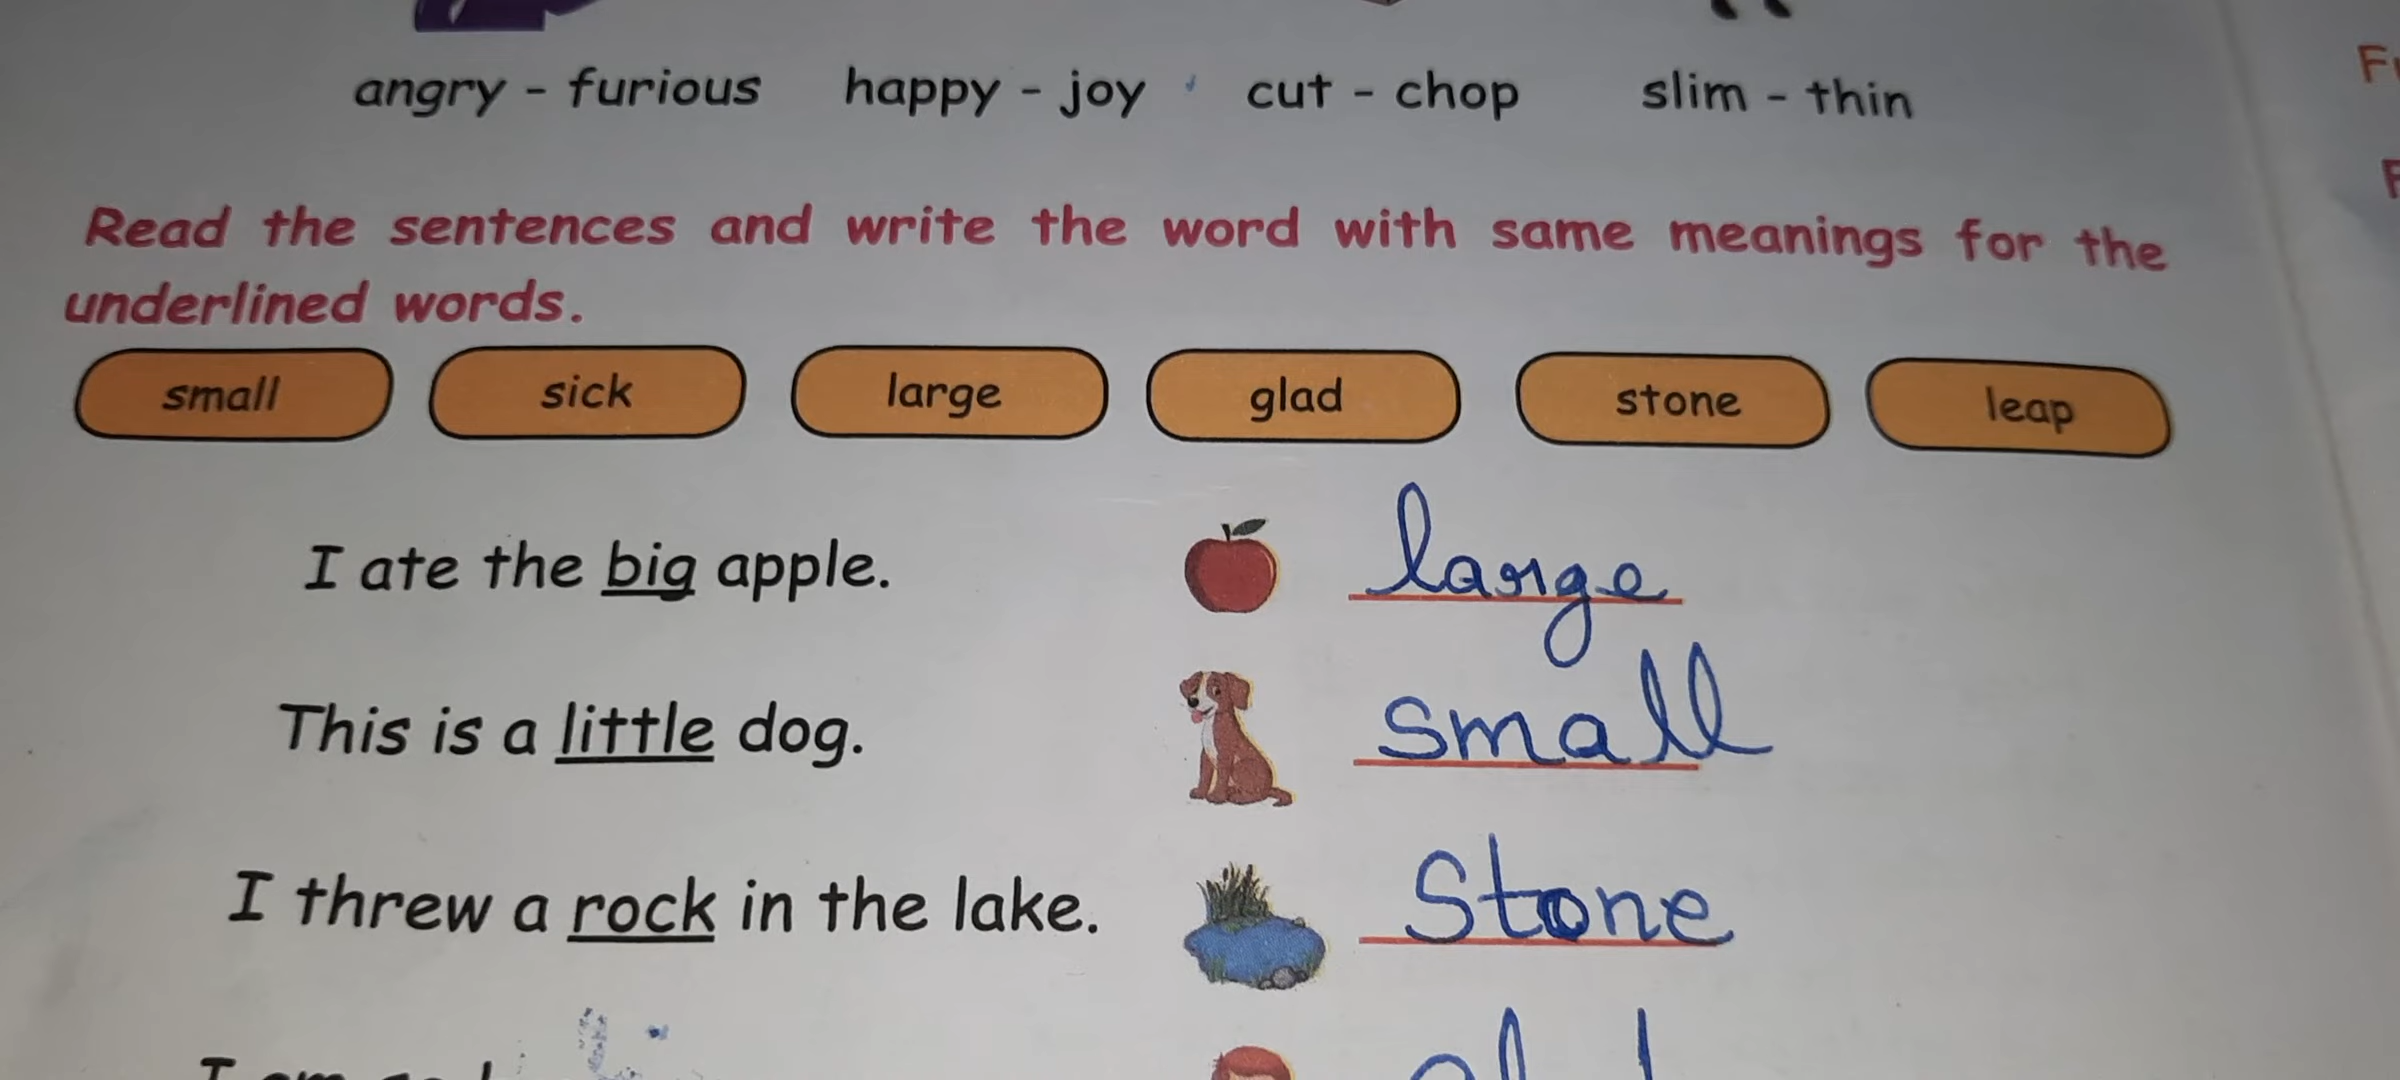 angry - furious happy - joy cut - chop slim - thin
Read the sentences and write the word with same meanings for the
underlined words.
small sick large glad stone leap
I ate the big apple. large
This is a little dog. small
I threw a rock in the lake. Stone